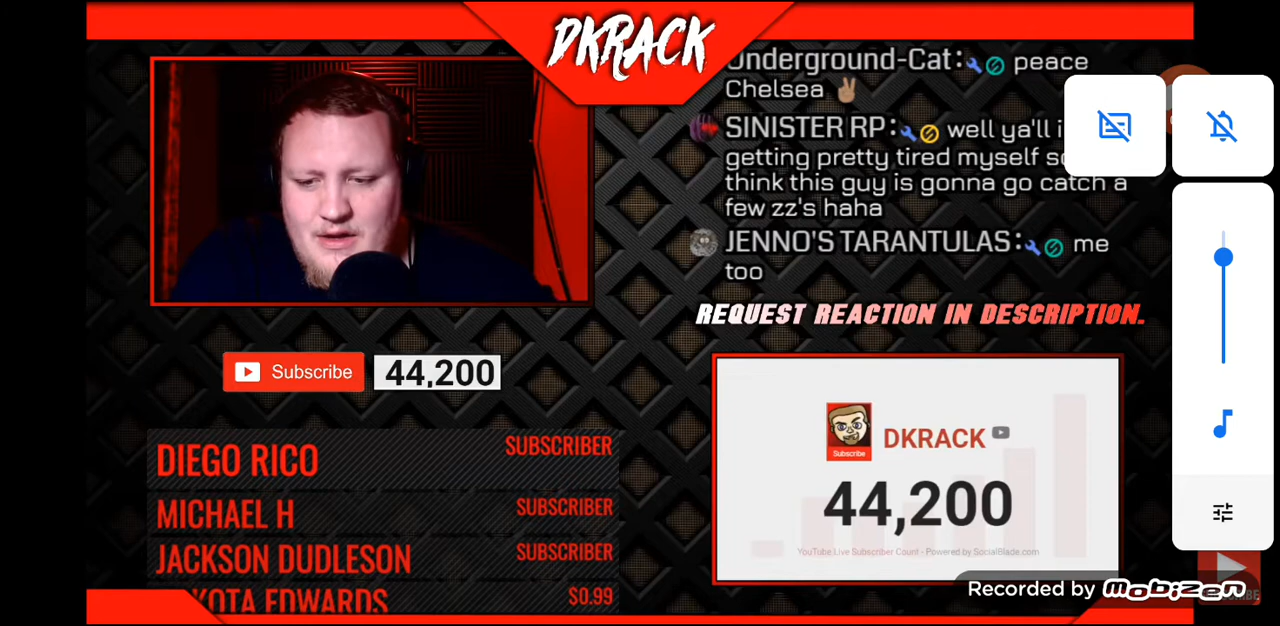 DKRACK
Underground-Cat: peace
Chelsea ✌🏽
SINISTER RP: well ya'll i
getting pretty tired myself so
think this guy is gonna go catch a
few zz's haha
JENNO'S TARANTULAS: me
too
REQUEST REACTION IN DESCRIPTION.
Subscribe 44,200
DIEGO RICO SUBSCRIBER
MICHAEL H SUBSCRIBER
JACKSON DUDLESON SUBSCRIBER
KOTA EDWARDS $0.99
DKRACK
Subscribe
44,200
YouTube Live Subscriber Count - Powered by SocialBlade.com
Recorded by Mobizen